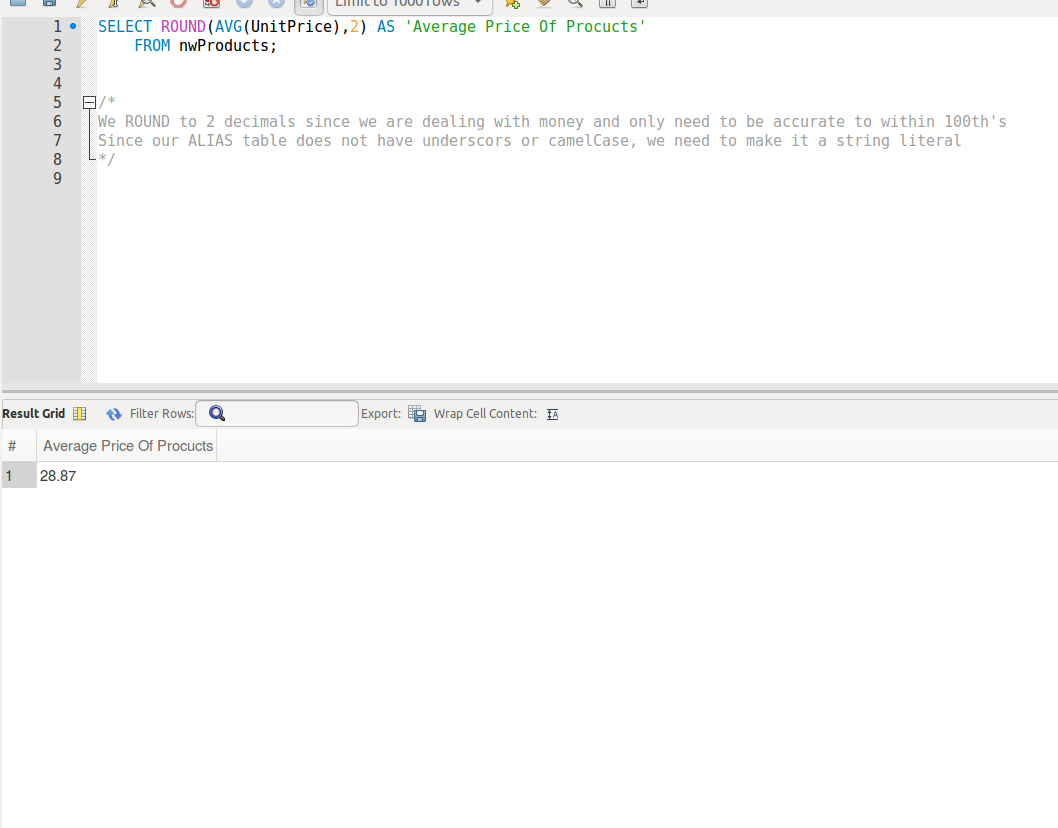 Limit to 1000 rows
1 SELECT ROUND(AVG(UnitPrice),2) AS 'Average Price Of Procucts'
2 FROM nwProducts;
3
4
5 /*
6 We ROUND to 2 decimals since we are dealing with money and only need to be accurate to within 100th's
7 Since our ALIAS table does not have underscors or camelCase, we need to make it a string literal
8 */
9
Result Grid Filter Rows: Export: Wrap Cell Content:
# Average Price Of Procucts
1 28.87